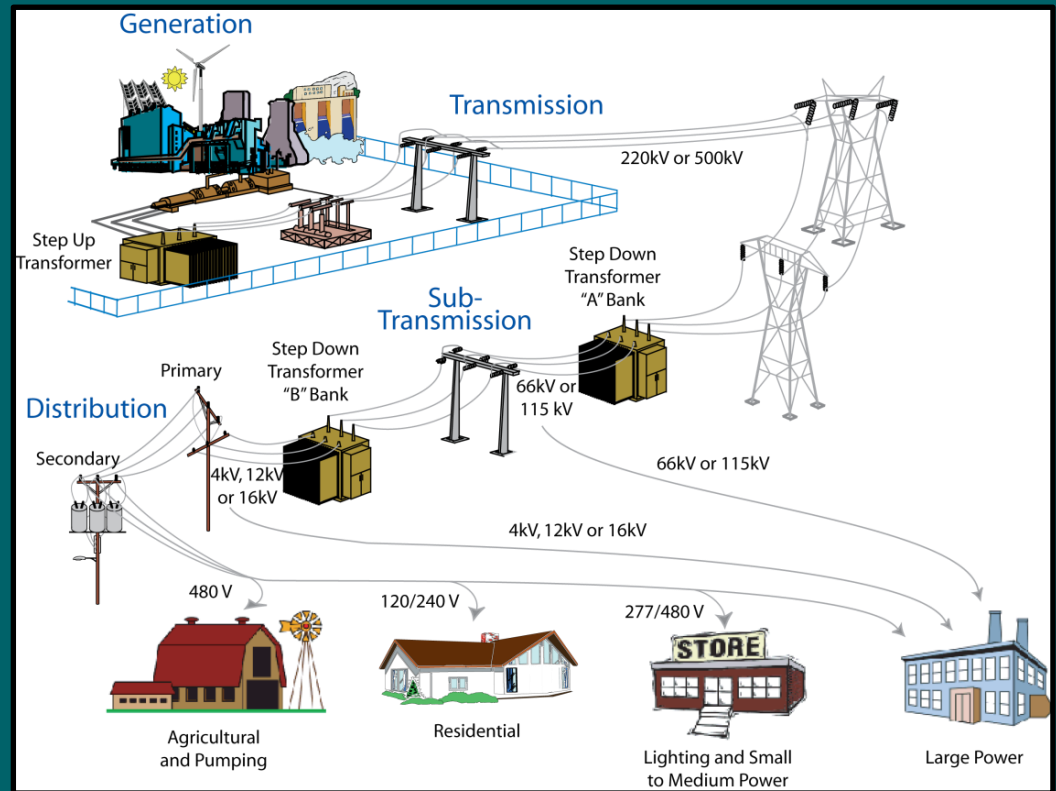 Generation
Transmission
220kV or 500kV
Step Up
Transformer
Step Down
Transformer
“A” Bank
Sub-
Transmission
Step Down
Transformer
“B” Bank
66kV or
115 kV
Primary
Distribution
Secondary
4kV, 12kV
or 16kV
66kV or 115kV
4kV, 12kV or 16kV
480 V
120/240 V
277/480 V
STORE
Agricultural
and Pumping
Residential
Lighting and Small
to Medium Power
Large Power